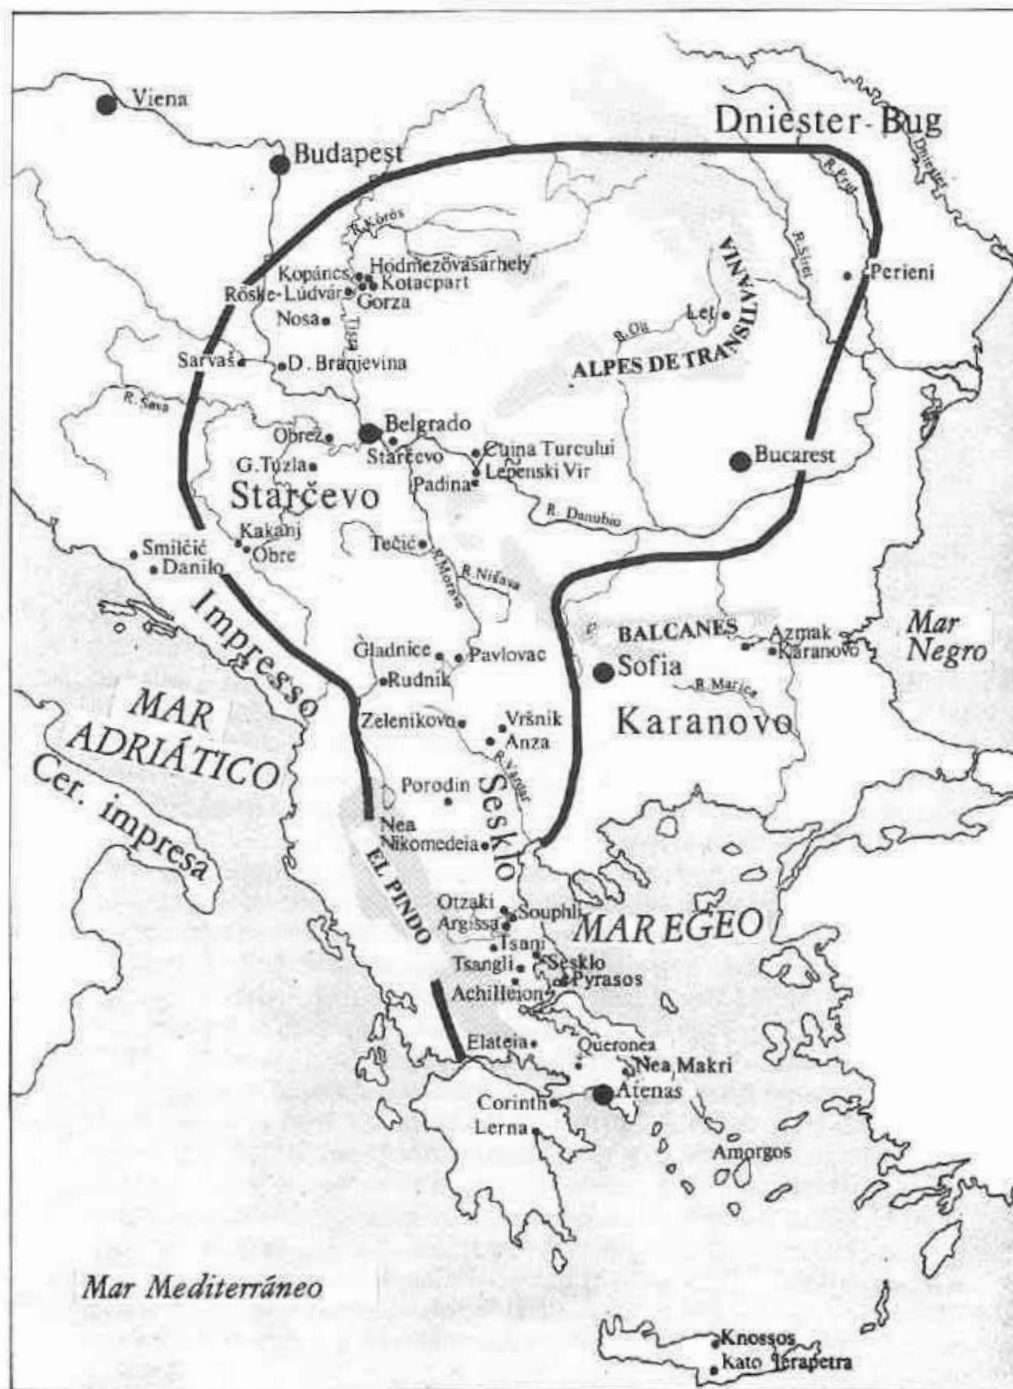 Viena
Dniester-Bug
Budapest
Dniester
R. Prut
R. Körös
R. Siret
Hódmezövásárhely
Kopáncs
Kotacpart
Röske-Lúdvár
Gorza
Perieni
Nosa
Tisza
Let
R. Olt
ALPES DE TRANSILVANIA
Sarvaš
D. Branjevina
R. Sava
Belgrado
Obrež
Starčevo
Cuina Turcului
G. Tuzla
Lepenski Vir
Bucarest
Padina
Starčevo
R. Danubio
Kakanj
Obre
Tečić
Smilčić
Danilo
R. Morava
R. Nišava
Impresso
BALCANES
Azmak
Karanovo
Mar
Negro
Gladnice
Pavlovac
Sofia
Rudnik
R. Marica
MAR
ADRIÁTICO
Zelenikovo
Vršnik
Anza
Karanovo
R. Vardar
Cer. impresa
Porodin
Sesklo
Nea
Nikomedeia
EL PINDO
Otzaki
Souphli
Argissa
MAR EGEO
Tsani
Tsangli
Sesklo
Pyrasos
Achilleion
Elateia
Queronea
Nea Makri
Atenas
Corinth
Lerna
Amorgos
Mar Mediterráneo
Knossos
Kato Ierapetra